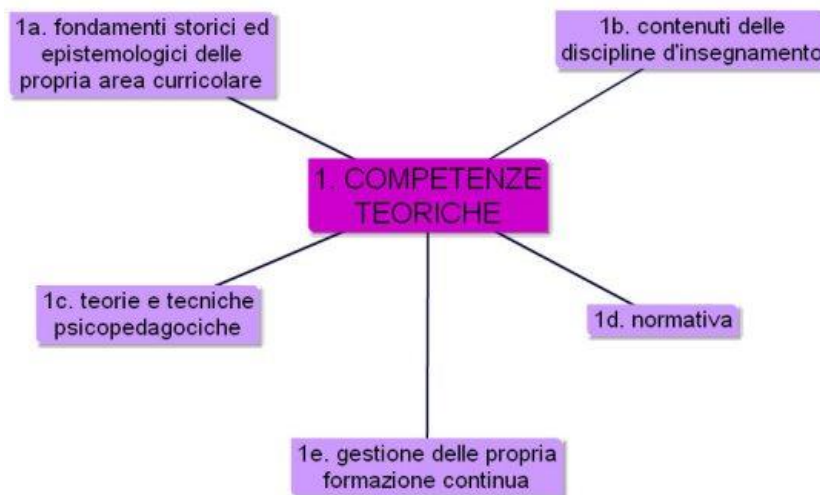 1a. fondamenti storici ed
epistemologici delle
propria area curricolare
1b. contenuti delle
discipline d'insegnamento
1. COMPETENZE
TEORICHE
1c. teorie e tecniche
psicopedagociche
1d. normativa
1e. gestione delle propria
formazione continua